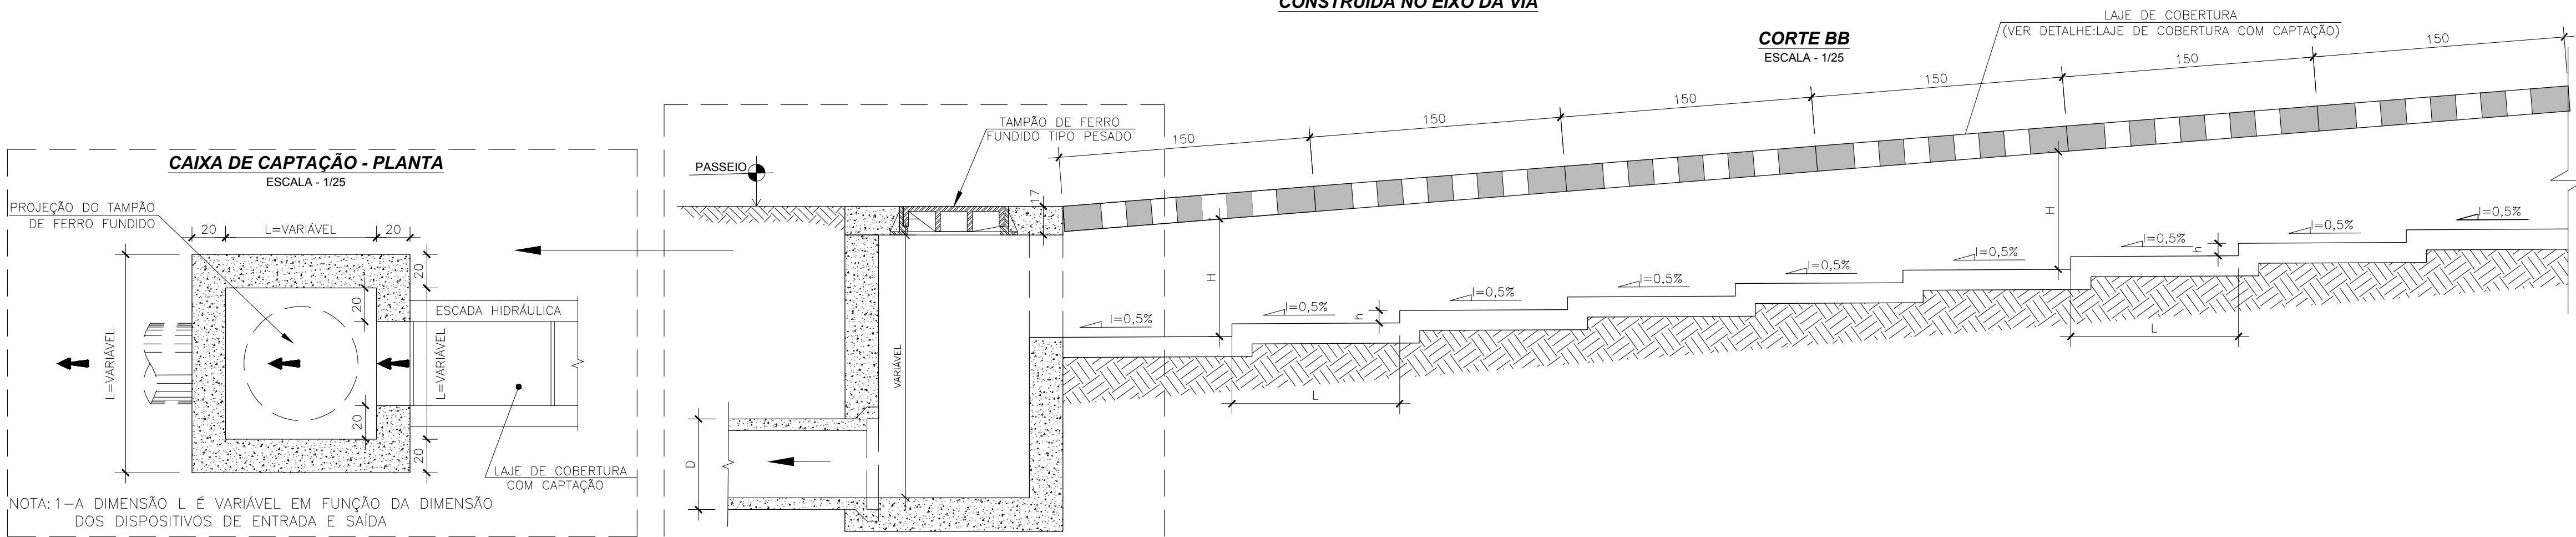 CONSTRUÍDA NO EIXO DA VIA
CORTE BB
ESCALA - 1/25
LAJE DE COBERTURA
(VER DETALHE:LAJE DE COBERTURA COM CAPTAÇÃO)
150
150
150
150
150
150
CAIXA DE CAPTAÇÃO - PLANTA
ESCALA - 1/25
PROJEÇÃO DO TAMPÃO
DE FERRO FUNDIDO
20
L=VARIÁVEL
20
L=VARIÁVEL
20
20
20
20
L=VARIÁVEL
ESCADA HIDRÁULICA
LAJE DE COBERTURA
COM CAPTAÇÃO
NOTA: 1-A DIMENSÃO L É VARIÁVEL EM FUNÇÃO DA DIMENSÃO
DOS DISPOSITIVOS DE ENTRADA E SAÍDA
PASSEIO
TAMPÃO DE FERRO
FUNDIDO TIPO PESADO
17
VARIÁVEL
D
H
H
h
h
L
L
I=0,5%
I=0,5%
I=0,5%
I=0,5%
I=0,5%
I=0,5%
I=0,5%
I=0,5%
I=0,5%